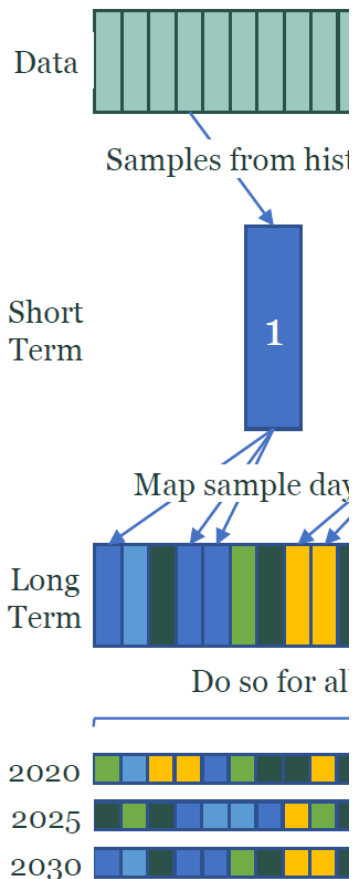 Data
Samples from hist
Short
Term
1
Map sample day
Long
Term
Do so for al
2020
2025
2030